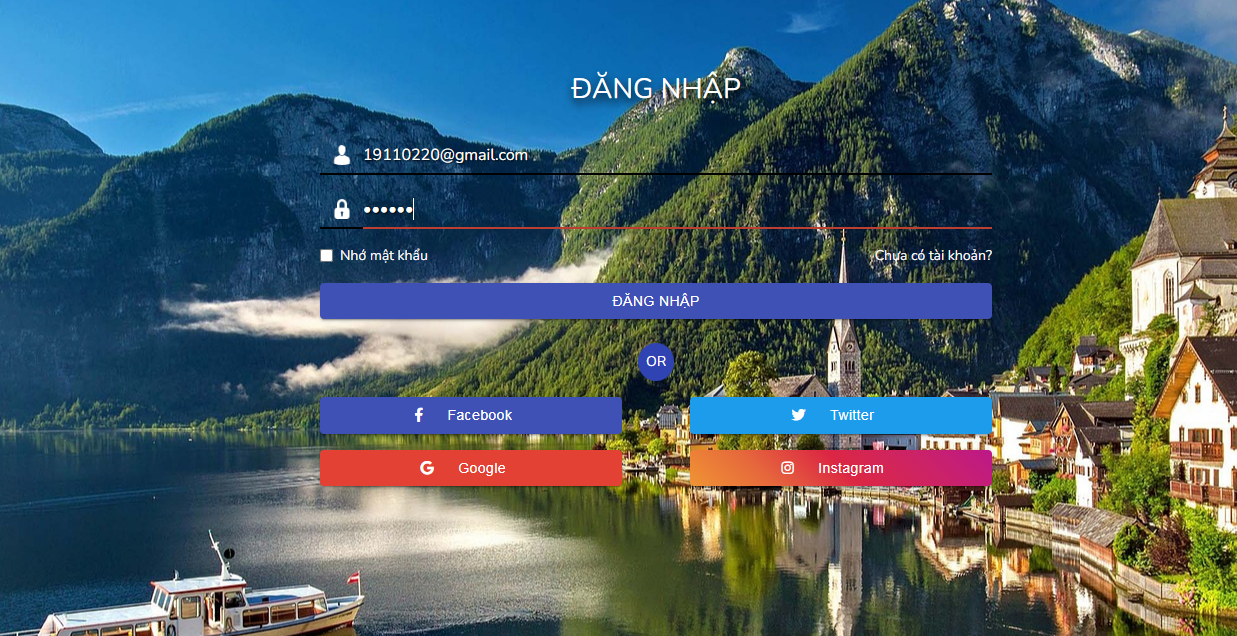 ĐĂNG NHẬP
19110220@gmail.com
••••••
Nhớ mật khẩu
Chưa có tài khoản?
ĐĂNG NHẬP
OR
Facebook
Twitter
Google
Instagram